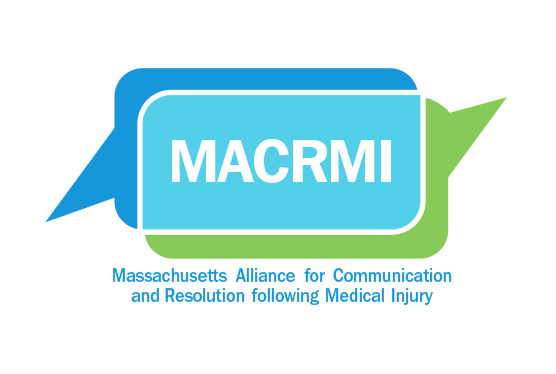 MACRMI
Massachusetts Alliance for Communication
and Resolution following Medical Injury